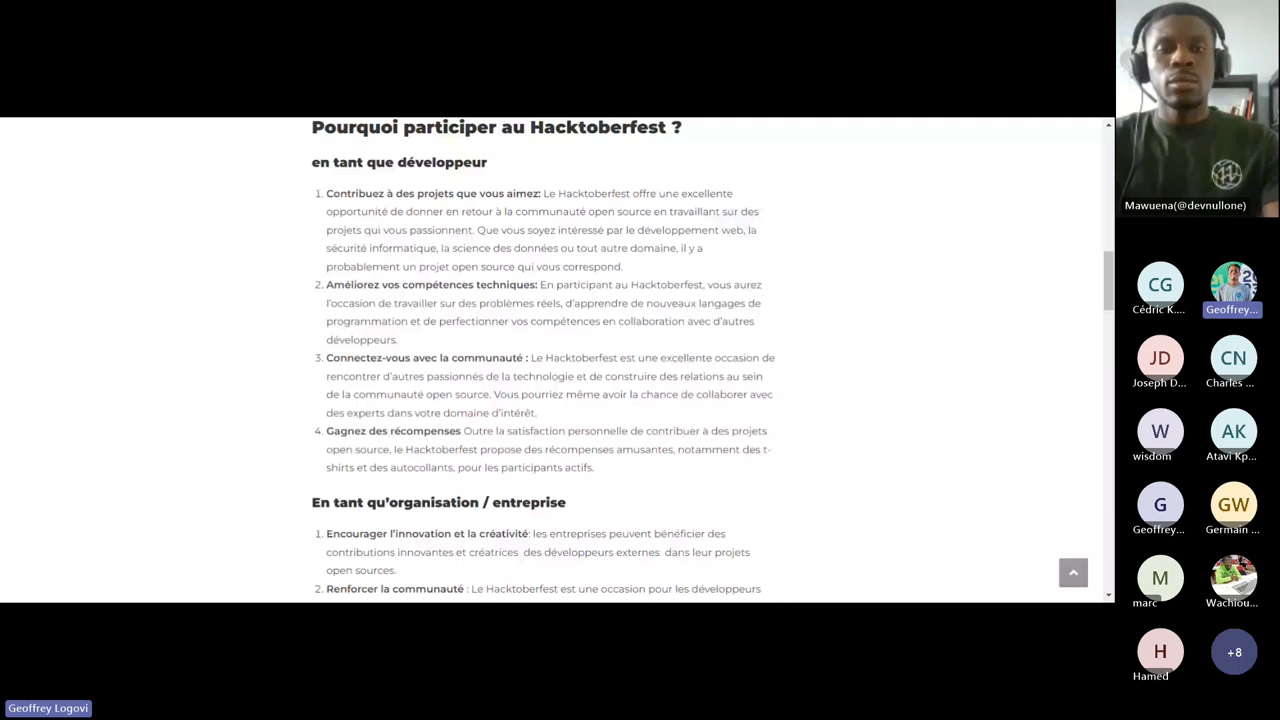 Pourquoi participer au Hacktoberfest ?
en tant que développeur
1. Contribuez à des projets que vous aimez: Le Hacktoberfest offre une excellente
opportunité de donner en retour à la communauté open source en travaillant sur des
projets qui vous passionnent. Que vous soyez intéressé par le développement web, la
sécurité informatique, la science des données ou tout autre domaine, il y a
probablement un projet open source qui vous correspond.
2. Améliorez vos compétences techniques: En participant au Hacktoberfest, vous aurez
l'occasion de travailler sur des problèmes réels, d'apprendre de nouveaux langages de
programmation et de perfectionner vos compétences en collaboration avec d'autres
développeurs.
3. Connectez-vous avec la communauté : Le Hacktoberfest est une excellente occasion de
rencontrer d'autres passionnés de la technologie et de construire des relations au sein
de la communauté open source. Vous pourriez même avoir la chance de collaborer avec
des experts dans votre domaine d'intérêt.
4. Gagnez des récompenses Outre la satisfaction personnelle de contribuer à des projets
open source, le Hacktoberfest propose des récompenses amusantes, notamment des t-
shirts et des autocollants, pour les participants actifs.
En tant qu'organisation / entreprise
1. Encourager l'innovation et la créativité: les entreprises peuvent bénéficier des
contributions innovantes et créatrices des développeurs externes dans leur projets
open sources.
2. Renforcer la communauté : Le Hacktoberfest est une occasion pour les développeurs
Mawuena(@devnullone)
CG
Cédric K....
Geoffrey...
JD
Joseph D...
CN
Charles ...
W
wisdom
AK
Atavi Kp...
G
Geoffrey...
GW
Germain ...
M
marc
Wachiou...
H
Hamed
+8
Geoffrey Logovi